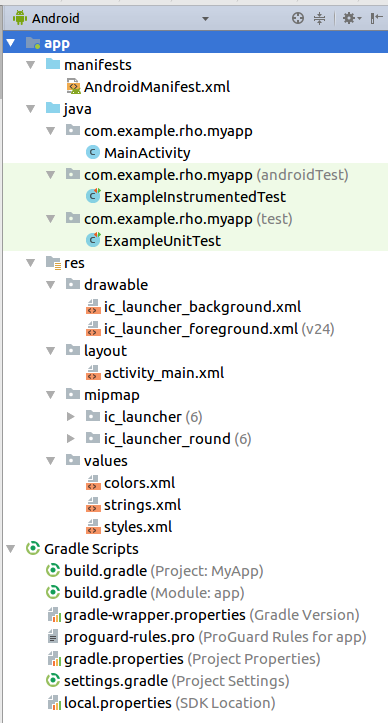 Android
app
manifests
AndroidManifest.xml
java
com.example.rho.myapp
MainActivity
com.example.rho.myapp (androidTest)
ExampleInstrumentedTest
com.example.rho.myapp (test)
ExampleUnitTest
res
drawable
ic_launcher_background.xml
ic_launcher_foreground.xml (v24)
layout
activity_main.xml
mipmap
ic_launcher (6)
ic_launcher_round (6)
values
colors.xml
strings.xml
styles.xml
Gradle Scripts
build.gradle (Project: MyApp)
build.gradle (Module: app)
gradle-wrapper.properties (Gradle Version)
proguard-rules.pro (ProGuard Rules for app)
gradle.properties (Project Properties)
settings.gradle (Project Settings)
local.properties (SDK Location)